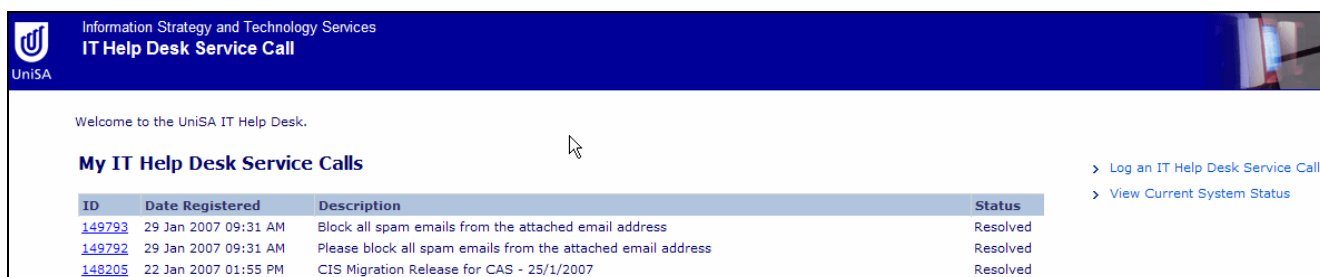 Information Strategy and Technology Services
IT Help Desk Service Call
UniSA
Welcome to the UniSA IT Help Desk.
My IT Help Desk Service Calls
> Log an IT Help Desk Service Call
> View Current System Status
ID Date Registered Description Status
149793 29 Jan 2007 09:31 AM Block all spam emails from the attached email address Resolved
149792 29 Jan 2007 09:31 AM Please block all spam emails from the attached email address Resolved
148205 22 Jan 2007 01:55 PM CIS Migration Release for CAS - 25/1/2007 Resolved